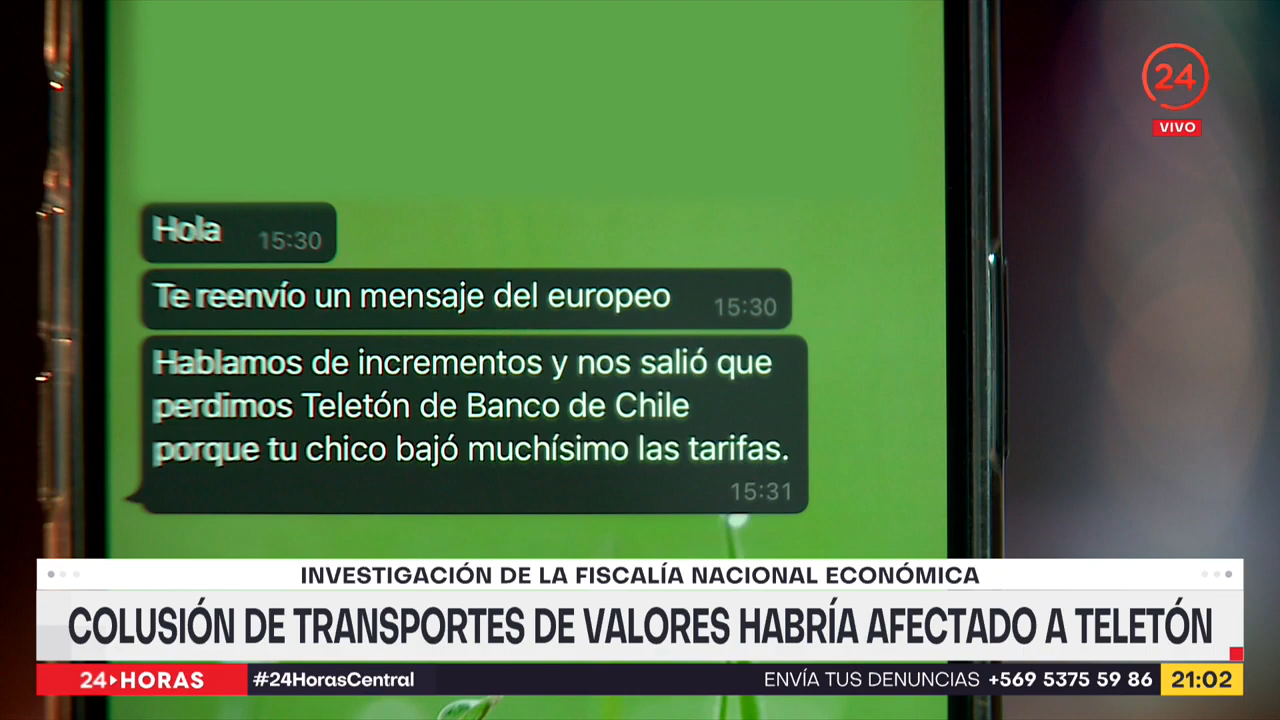 24
VIVO
Hola
15:30
Te reenvío un mensaje del europeo
15:30
Hablamos de incrementos y nos salió que
perdimos Teletón de Banco de Chile
porque tu chico bajó muchísimo las tarifas.
15:31
INVESTIGACIÓN DE LA FISCALÍA NACIONAL ECONÓMICA
COLUSIÓN DE TRANSPORTES DE VALORES HABRÍA AFECTADO A TELETÓN
24 HORAS #24HorasCentral ENVÍA TUS DENUNCIAS +569 5375 59 86 21:02